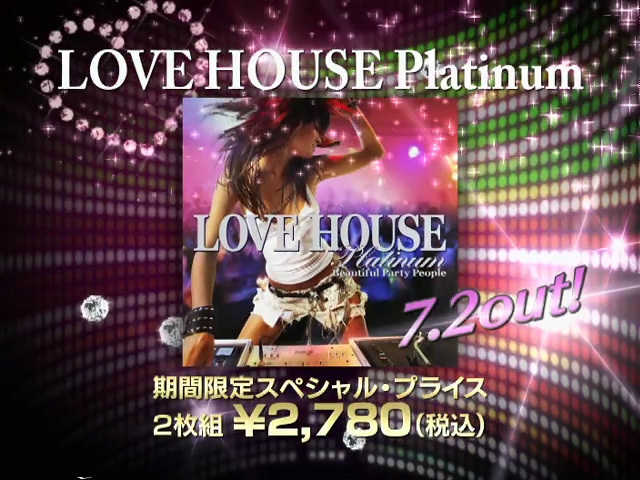 LOVE HOUSE Platinum
LOVE HOUSE
Platinum
Beautiful Party People
7.2out!
期間限定スペシャル・プライス
2枚組 ¥2,780(税込)